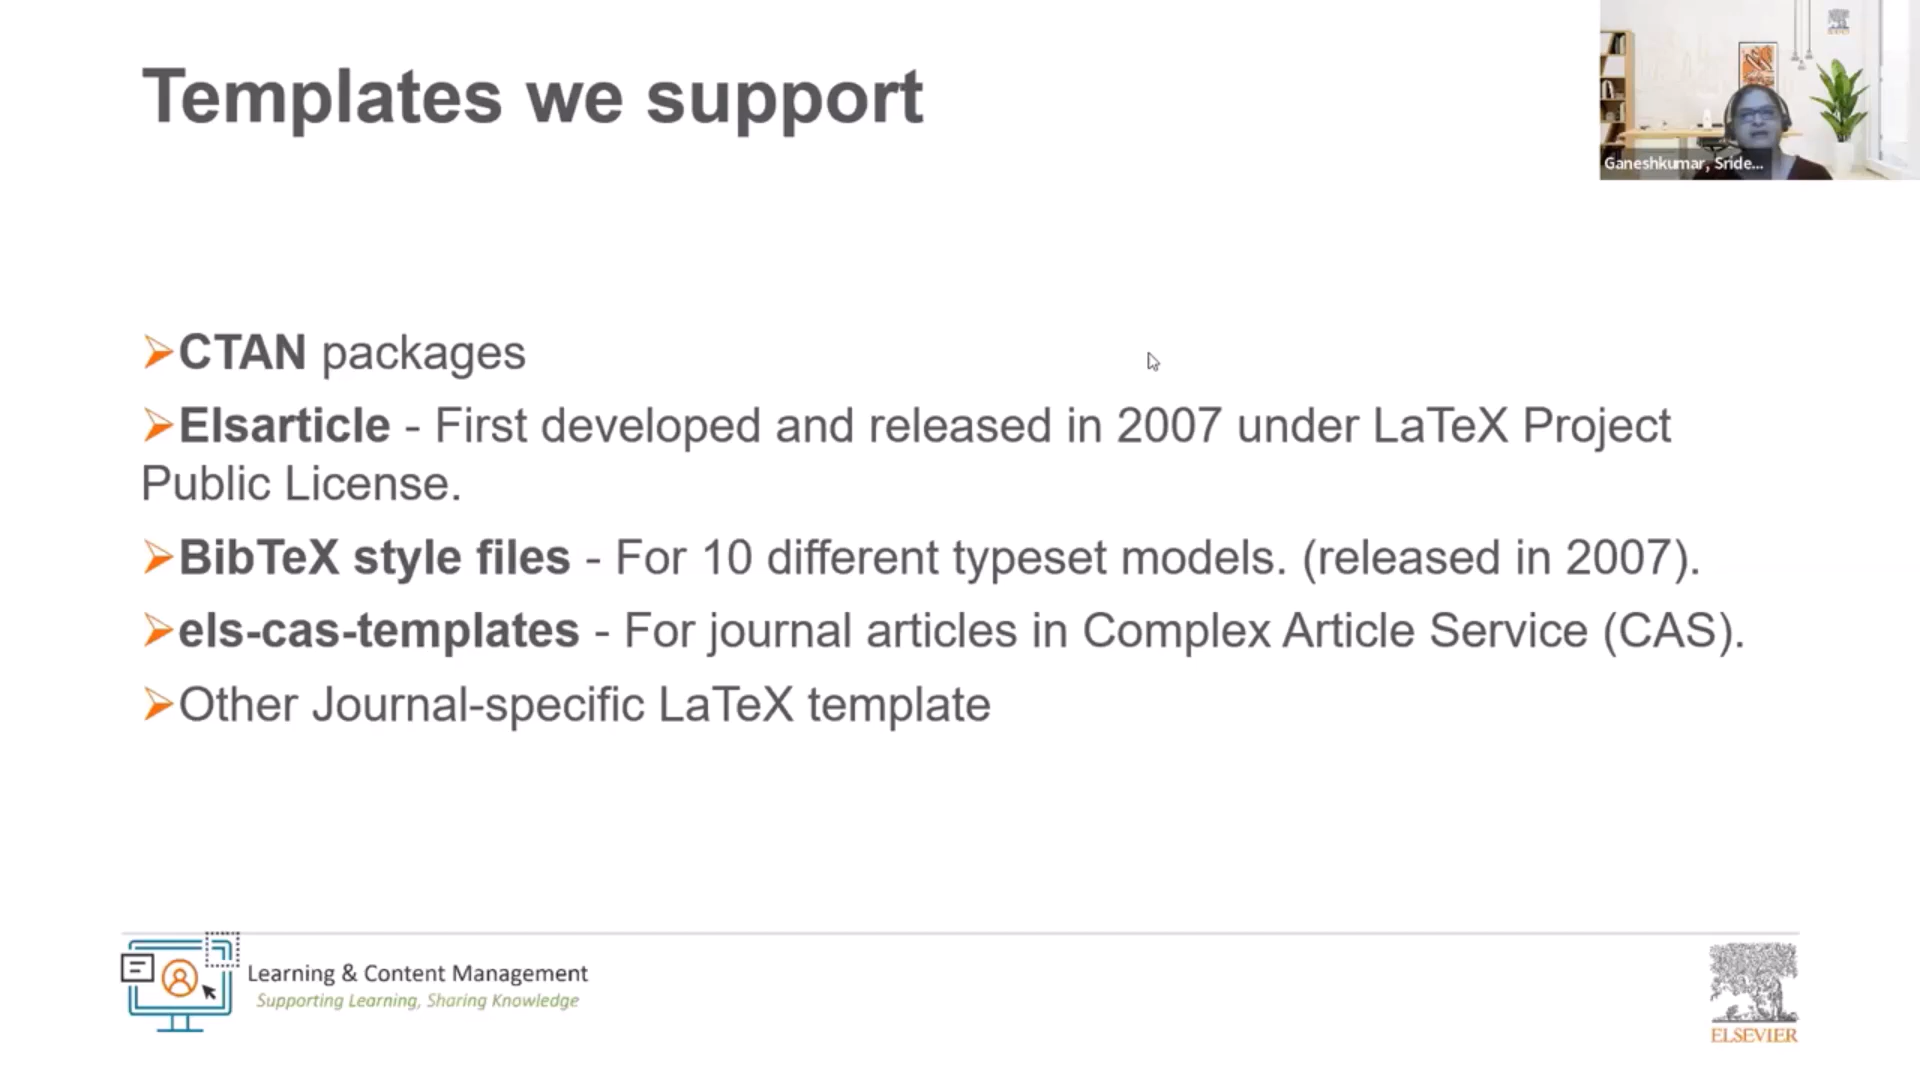 Templates we support
Ganeshkumar, Sride...
➢CTAN packages
➢Elsarticle - First developed and released in 2007 under LaTeX Project
Public License.
➢BibTeX style files - For 10 different typeset models. (released in 2007).
➢els-cas-templates - For journal articles in Complex Article Service (CAS).
➢Other Journal-specific LaTeX template
Learning & Content Management
Supporting Learning, Sharing Knowledge
ELSEVIER